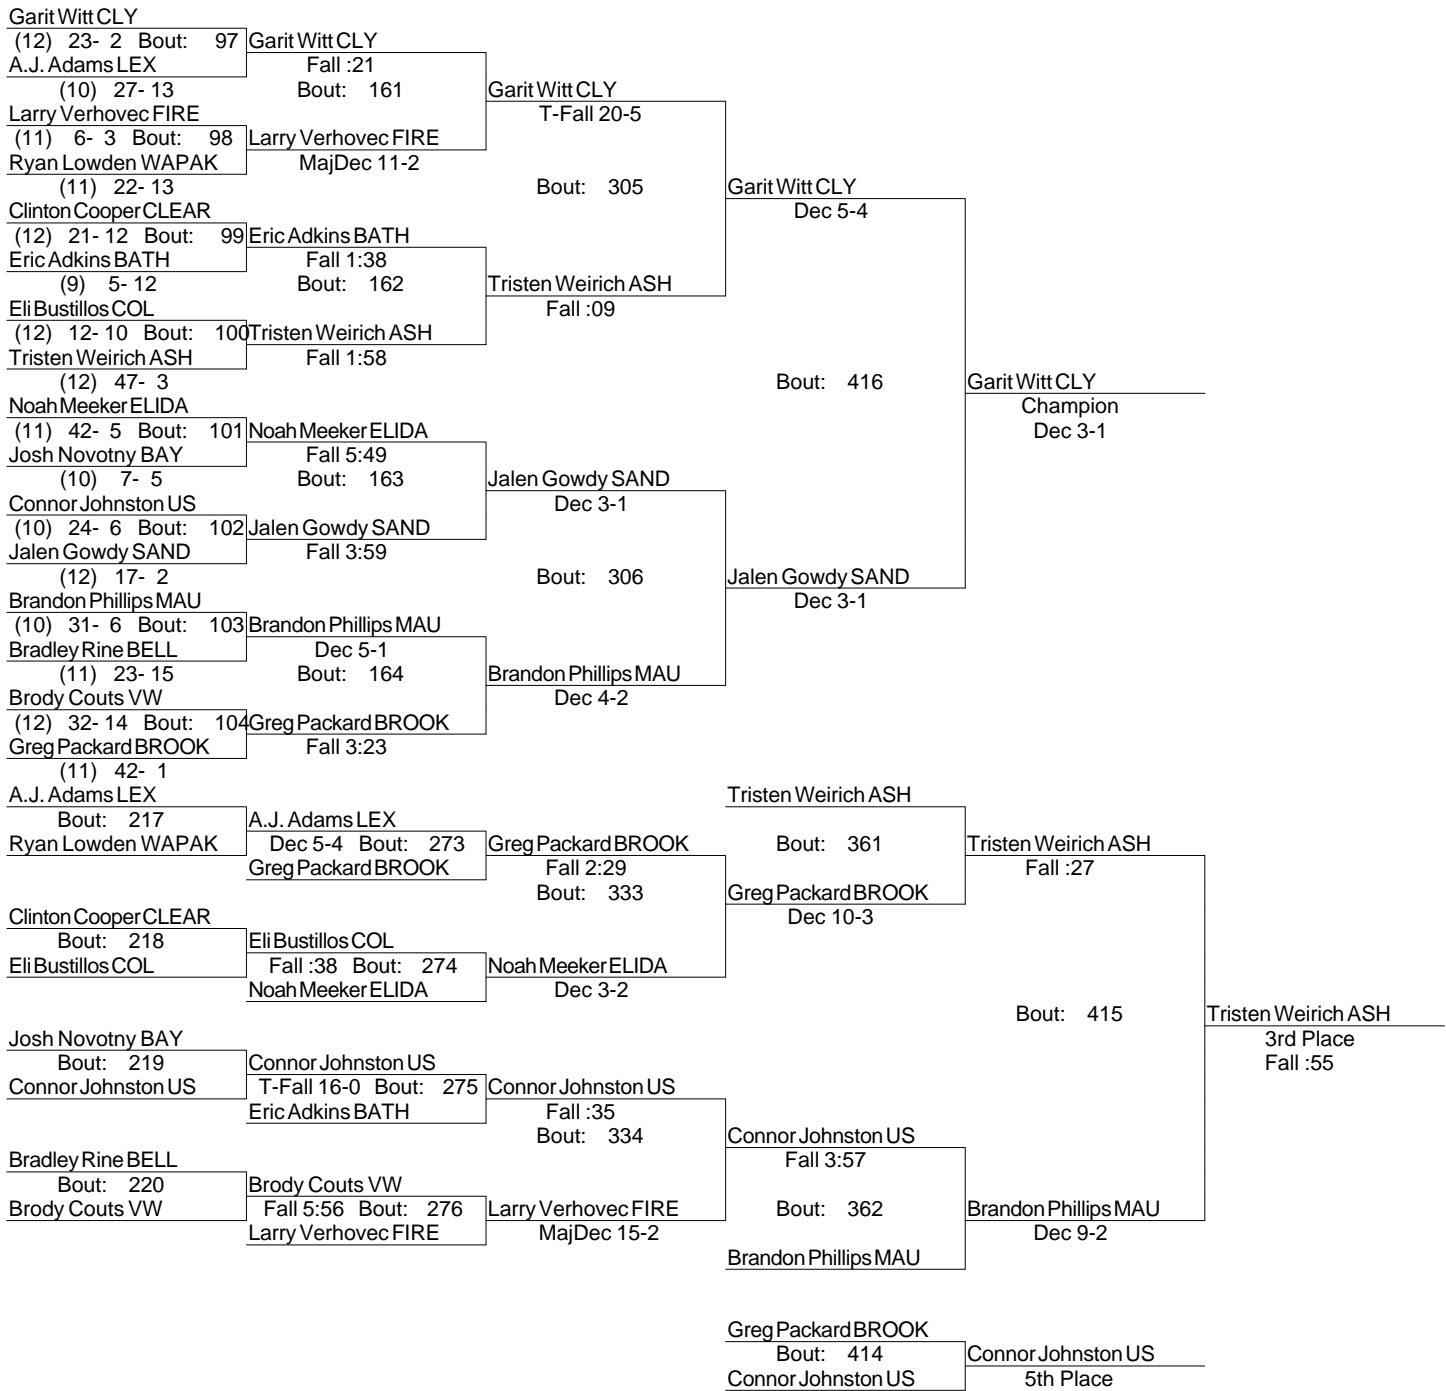 Garit Witt CLY
(12) 23- 2 Bout: 97 Garit Witt CLY
A.J. Adams LEX Fall :21
(10) 27- 13 Bout: 161 Garit Witt CLY
Larry Verhovec FIRE T-Fall 20-5
(11) 6- 3 Bout: 98 Larry Verhovec FIRE
Ryan Lowden WAPAK MajDec 11-2
(11) 22- 13 Bout: 305 Garit Witt CLY
Clinton Cooper CLEAR Dec 5-4
(12) 21- 12 Bout: 99 Eric Adkins BATH
Eric Adkins BATH Fall 1:38
(9) 5- 12 Bout: 162 Tristen Weirich ASH
Eli Bustillos COL Fall :09
(12) 12- 10 Bout: 100 Tristen Weirich ASH
Tristen Weirich ASH Fall 1:58
(12) 47- 3 Bout: 416 Garit Witt CLY
Noah Meeker ELIDA Champion
(11) 42- 5 Bout: 101 Noah Meeker ELIDA Dec 3-1
Josh Novotny BAY Fall 5:49
(10) 7- 5 Bout: 163 Jalen Gowdy SAND
Connor Johnston US Dec 3-1
(10) 24- 6 Bout: 102 Jalen Gowdy SAND
Jalen Gowdy SAND Fall 3:59
(12) 17- 2 Bout: 306 Jalen Gowdy SAND
Brandon Phillips MAU Dec 3-1
(10) 31- 6 Bout: 103 Brandon Phillips MAU
Bradley Rine BELL Dec 5-1
(11) 23- 15 Bout: 164 Brandon Phillips MAU
Brody Couts VW Dec 4-2
(12) 32- 14 Bout: 104 Greg Packard BROOK
Greg Packard BROOK Fall 3:23
(11) 42- 1
A.J. Adams LEX Tristen Weirich ASH
Bout: 217 A.J. Adams LEX
Ryan Lowden WAPAK Dec 5-4 Bout: 273 Greg Packard BROOK Bout: 361 Tristen Weirich ASH
Greg Packard BROOK Fall 2:29 Fall :27
Bout: 333 Greg Packard BROOK
Clinton Cooper CLEAR Dec 10-3
Bout: 218 Eli Bustillos COL
Eli Bustillos COL Fall :38 Bout: 274 Noah Meeker ELIDA
Noah Meeker ELIDA Dec 3-2
Bout: 415 Tristen Weirich ASH
Josh Novotny BAY 3rd Place
Bout: 219 Connor Johnston US Fall :55
Connor Johnston US T-Fall 16-0 Bout: 275 Connor Johnston US
Eric Adkins BATH Fall :35
Bout: 334 Connor Johnston US
Bradley Rine BELL Fall 3:57
Bout: 220 Brody Couts VW
Brody Couts VW Fall 5:56 Bout: 276 Larry Verhovec FIRE Bout: 362 Brandon Phillips MAU
Larry Verhovec FIRE MajDec 15-2 Dec 9-2
Brandon Phillips MAU
Greg Packard BROOK
Bout: 414 Connor Johnston US
Connor Johnston US 5th Place